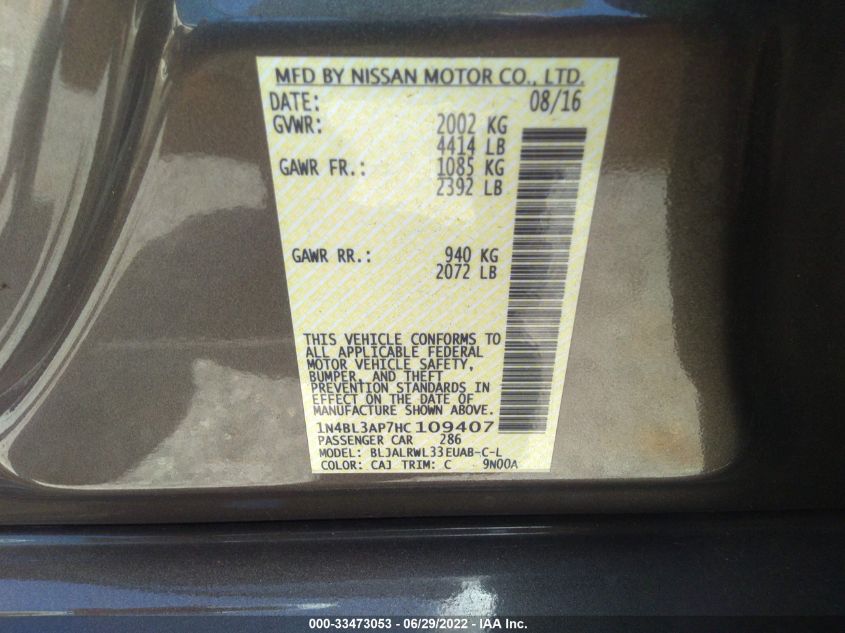 MFD BY NISSAN MOTOR CO., LTD.
DATE: 08/16
GVWR: 2002 KG
4414 LB
GAWR FR.: 1085 KG
2392 LB
GAWR RR.: 940 KG
2072 LB
THIS VEHICLE CONFORMS TO
ALL APPLICABLE FEDERAL
MOTOR VEHICLE SAFETY,
BUMPER, AND THEFT
PREVENTION STANDARDS IN
EFFECT ON THE DATE OF
MANUFACTURE SHOWN ABOVE.
1N4BL3AP7HC109407
PASSENGER CAR 286
MODEL: BLJALRWL33EUAB-C-L
COLOR: CAJ TRIM: C 9N00A
000-33473053 / 06/29/2022 - IAA Inc.